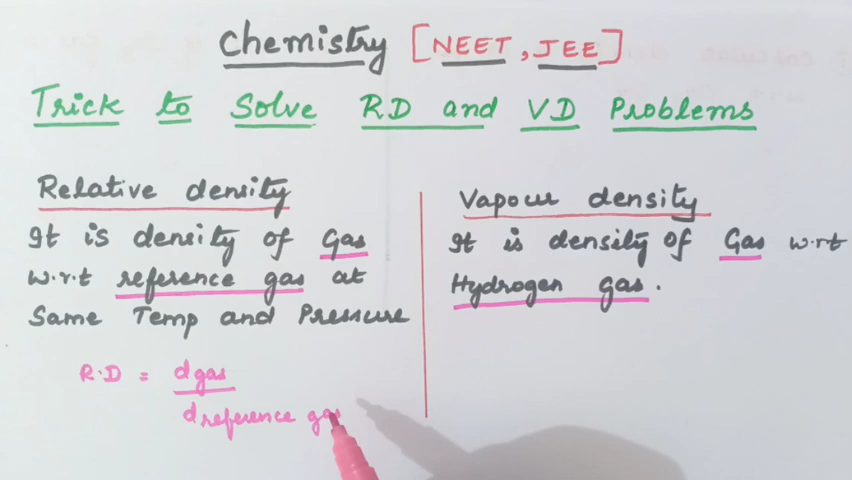 Chemistry [NEET, JEE]
Trick to Solve RD and VD Problems
Relative density
It is density of Gas
w.r.t reference gas at
Same Temp and Pressure
R.D = dgas
dreference gas
Vapour density
It is density of Gas w.r.t
Hydrogen gas.